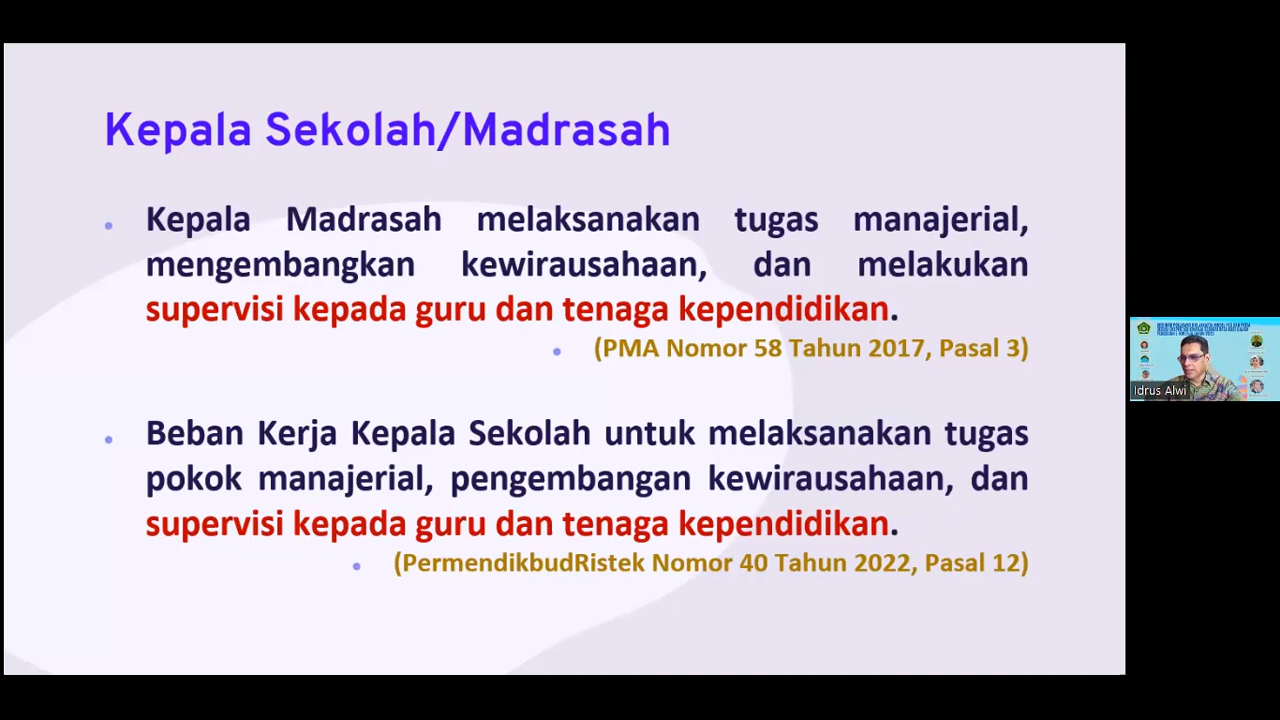 Kepala Sekolah/Madrasah
Kepala Madrasah melaksanakan tugas manajerial,
mengembangkan kewirausahaan, dan melakukan
supervisi kepada guru dan tenaga kependidikan.
(PMA Nomor 58 Tahun 2017, Pasal 3)
Beban Kerja Kepala Sekolah untuk melaksanakan tugas
pokok manajerial, pengembangan kewirausahaan, dan
supervisi kepada guru dan tenaga kependidikan.
(PermendikbudRistek Nomor 40 Tahun 2022, Pasal 12)
Idrus Alwi